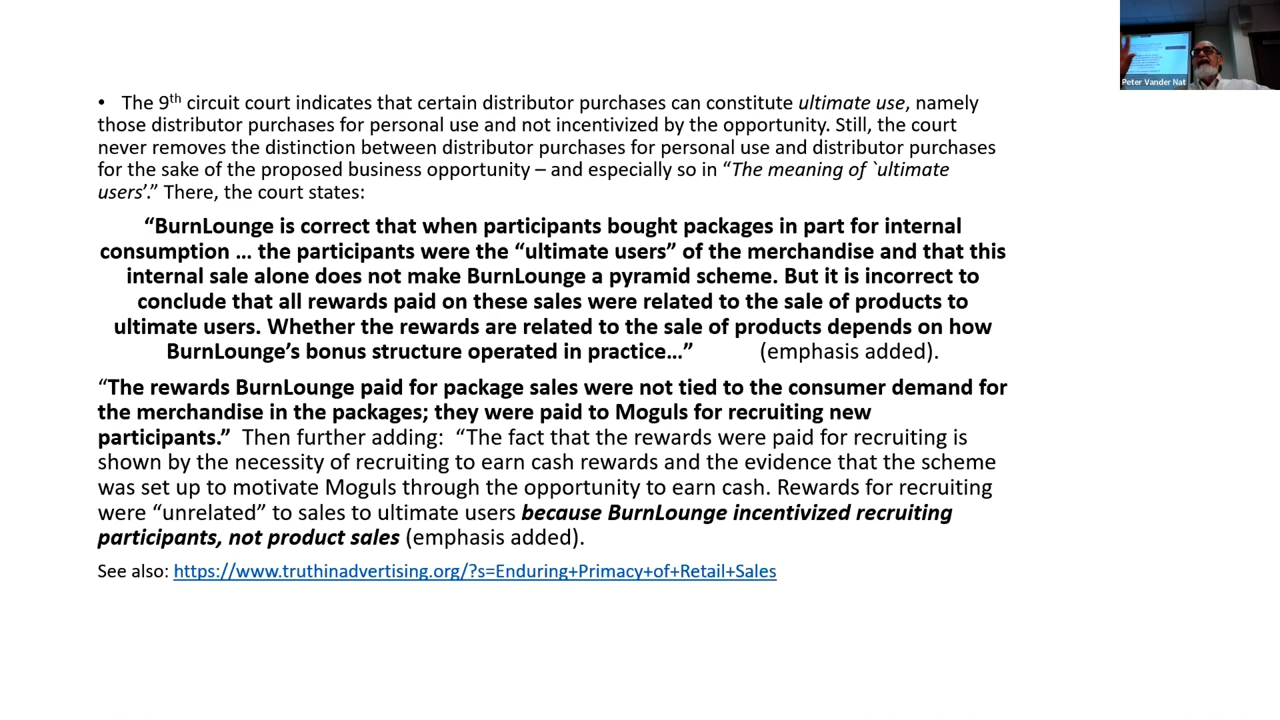 • The 9th circuit court indicates that certain distributor purchases can constitute ultimate use, namely
those distributor purchases for personal use and not incentivized by the opportunity. Still, the court
never removes the distinction between distributor purchases for personal use and distributor purchases
for the sake of the proposed business opportunity – and especially so in “The meaning of `ultimate
users’.” There, the court states:
“BurnLounge is correct that when participants bought packages in part for internal
consumption … the participants were the “ultimate users” of the merchandise and that this
internal sale alone does not make BurnLounge a pyramid scheme. But it is incorrect to
conclude that all rewards paid on these sales were related to the sale of products to
ultimate users. Whether the rewards are related to the sale of products depends on how
BurnLounge’s bonus structure operated in practice…” (emphasis added).
“The rewards BurnLounge paid for package sales were not tied to the consumer demand for
the merchandise in the packages; they were paid to Moguls for recruiting new
participants.” Then further adding: “The fact that the rewards were paid for recruiting is
shown by the necessity of recruiting to earn cash rewards and the evidence that the scheme
was set up to motivate Moguls through the opportunity to earn cash. Rewards for recruiting
were “unrelated” to sales to ultimate users because BurnLounge incentivized recruiting
participants, not product sales (emphasis added).
See also: https://www.truthinadvertising.org/?s=Enduring+Primacy+of+Retail+Sales
Peter Vander Nat